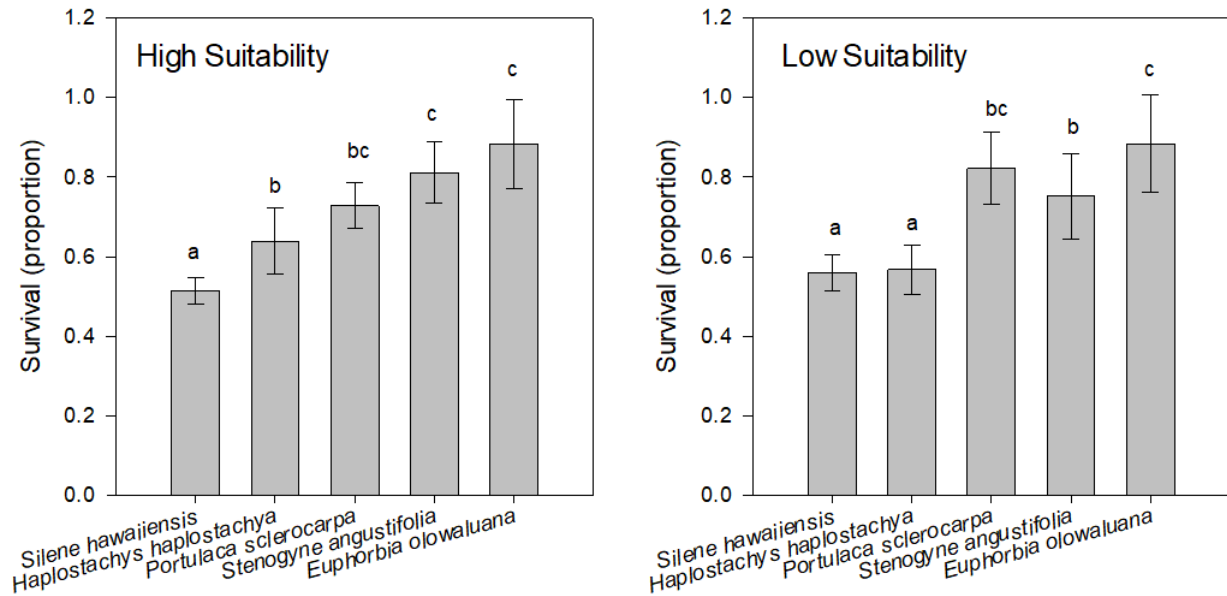 High Suitability
Survival (proportion)
1.2
1.0
0.8
0.6
0.4
0.2
0.0
a
b
bc
c
c
Silene hawaiiensis
Haplostachys haplostachya
Portulaca sclerocarpa
Stenogyne angustifolia
Euphorbia olowaluana
Low Suitability
Survival (proportion)
1.2
1.0
0.8
0.6
0.4
0.2
0.0
a
a
bc
b
c
Silene hawaiiensis
Haplostachys haplostachya
Portulaca sclerocarpa
Stenogyne angustifolia
Euphorbia olowaluana